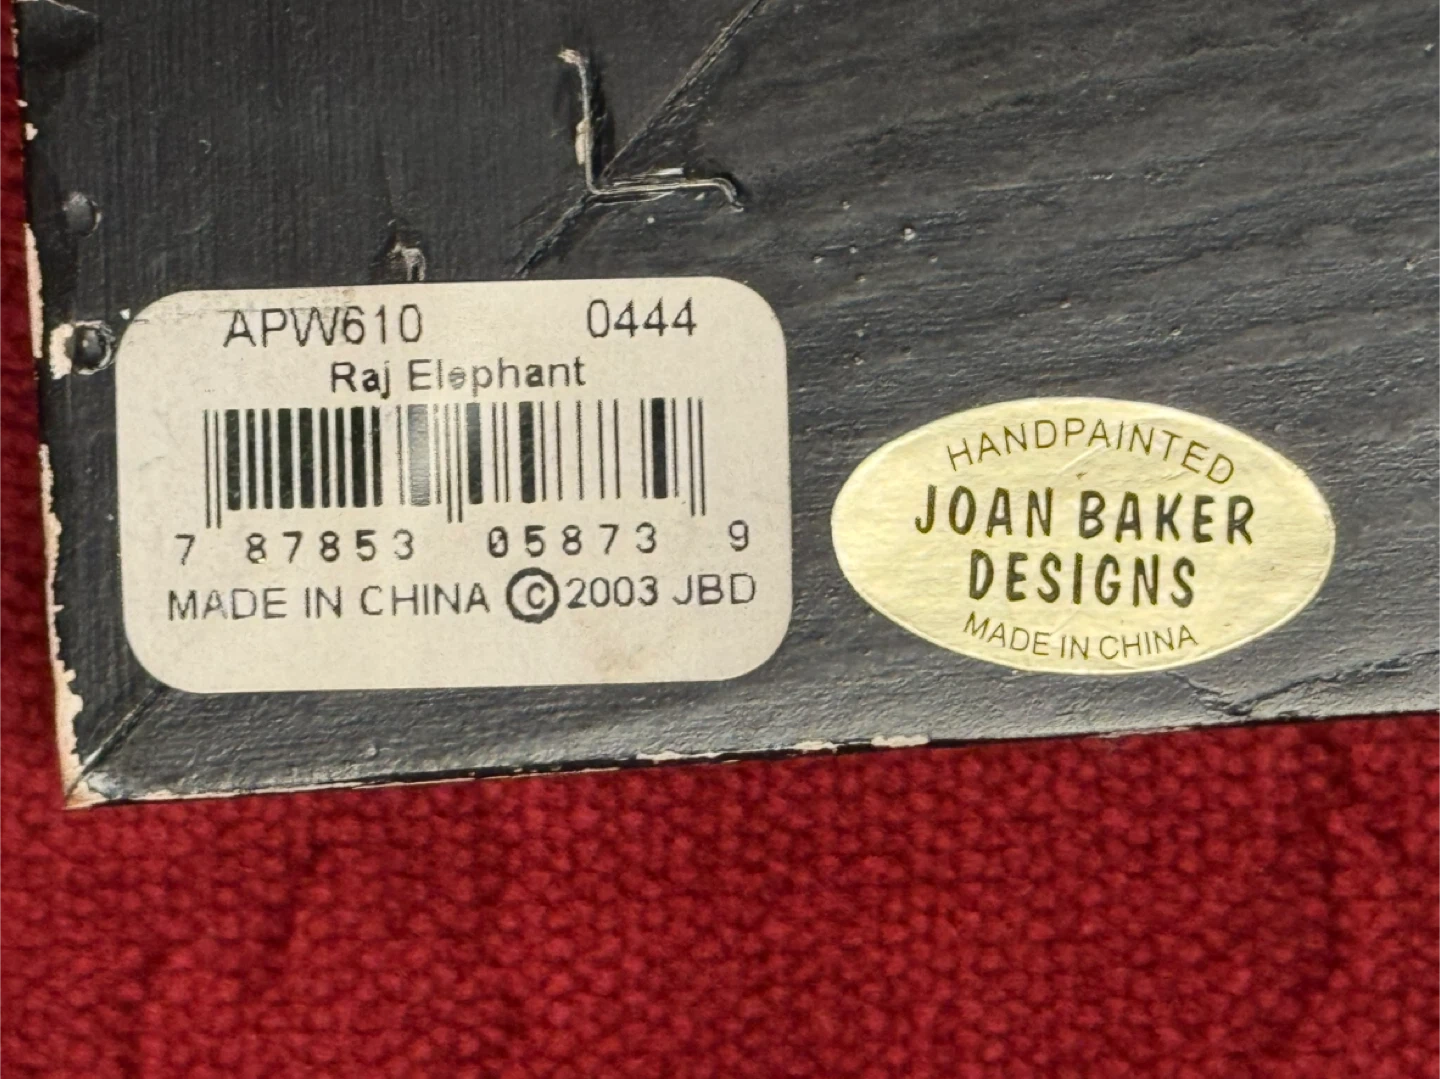 APW610 0444
Raj Elephant
7 87853 05873 9
MADE IN CHINA ©2003 JBD
HANDPAINTED
JOAN BAKER
DESIGNS
MADE IN CHINA